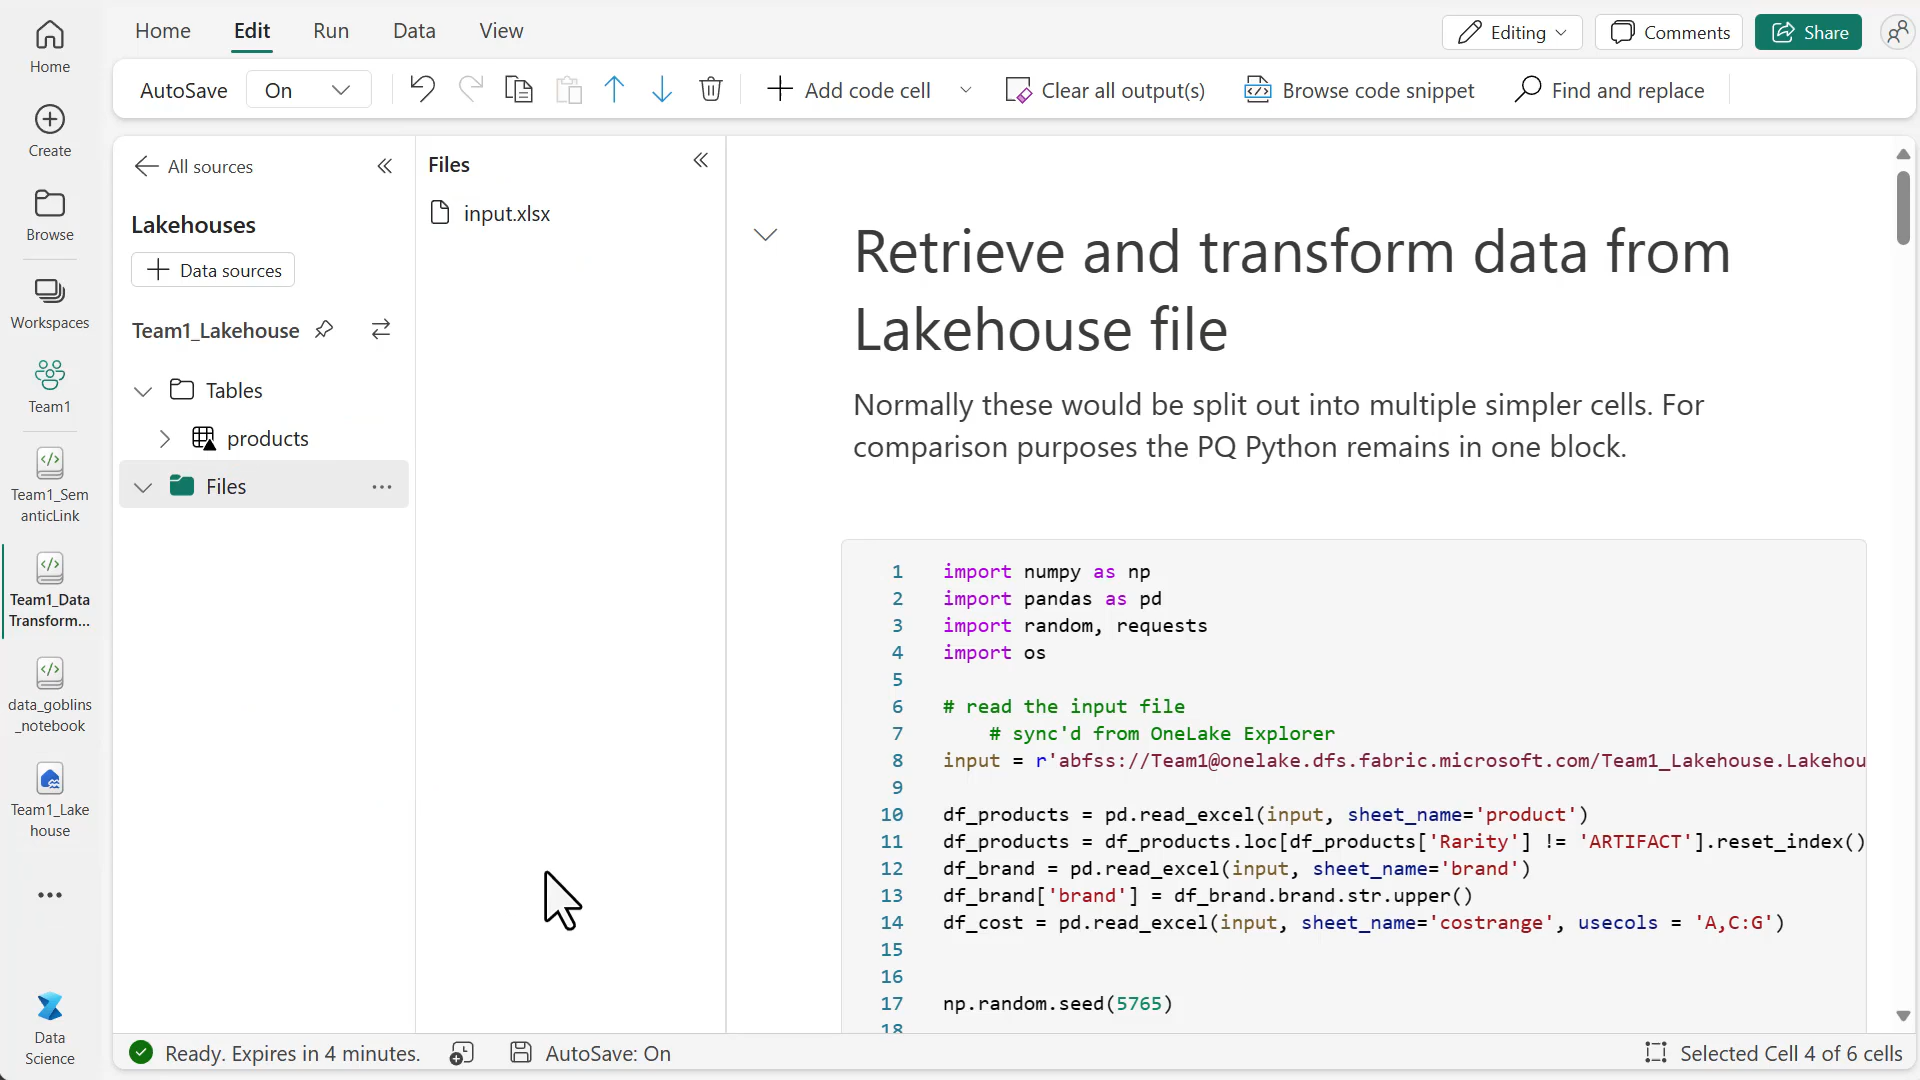 Home
Create
Browse
Workspaces
Team1
Team1_Sem
anticLink
Team1_Data
Transform...
data_goblins
_notebook
Team1_Lake
house
Data
Science
Home Edit Run Data View
Editing
Comments
Share
AutoSave On
Add code cell
Clear all output(s)
Browse code snippet
Find and replace
All sources
Lakehouses
Data sources
Team1_Lakehouse
Tables
products
Files
Files
input.xlsx
Retrieve and transform data from
Lakehouse file
Normally these would be split out into multiple simpler cells. For
comparison purposes the PQ Python remains in one block.
1 import numpy as np
2 import pandas as pd
3 import random, requests
4 import os
5
6 # read the input file
7 # sync'd from OneLake Explorer
8 input = r'abfss://Team1@onelake.dfs.fabric.microsoft.com/Team1_Lakehouse.Lakehou
9
10 df_products = pd.read_excel(input, sheet_name='product')
11 df_products = df_products.loc[df_products['Rarity'] != 'ARTIFACT'].reset_index()
12 df_brand = pd.read_excel(input, sheet_name='brand')
13 df_brand['brand'] = df_brand.brand.str.upper()
14 df_cost = pd.read_excel(input, sheet_name='costrange', usecols = 'A,C:G')
15
16
17 np.random.seed(5765)
18
Ready. Expires in 4 minutes.
AutoSave: On
Selected Cell 4 of 6 cells